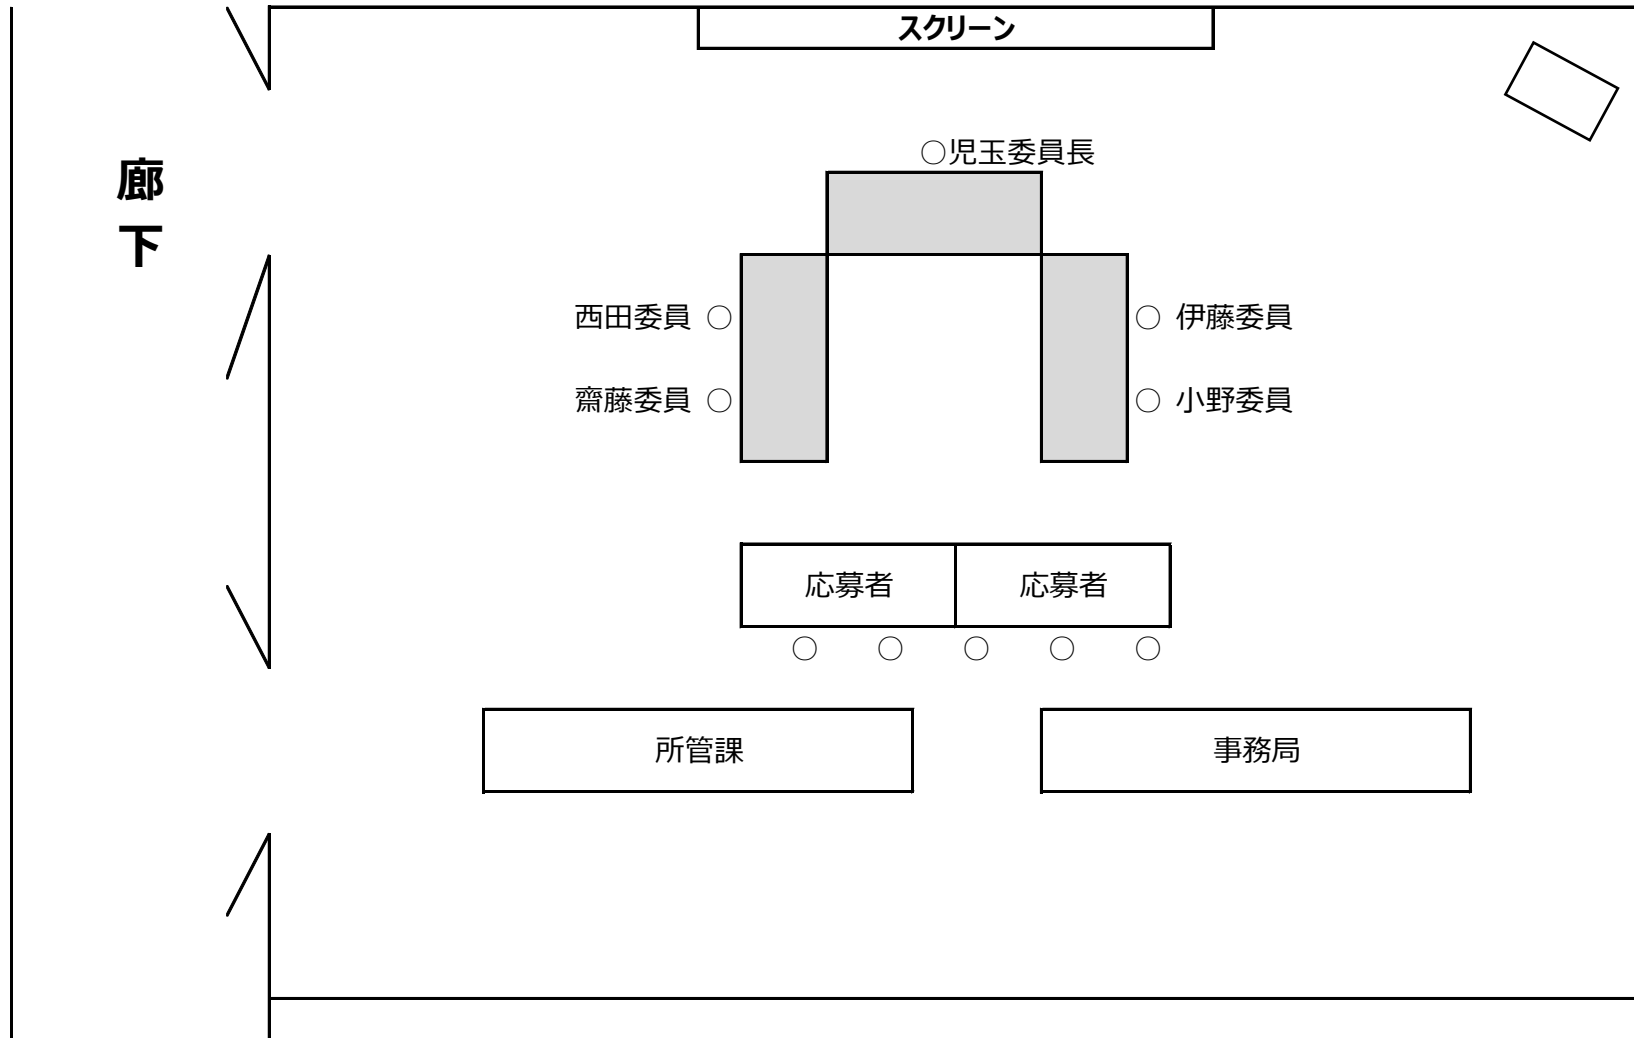 スクリーン
○児玉委員長
廊
下
西田委員 ○
○ 伊藤委員
齋藤委員 ○
○ 小野委員
応募者
応募者
○ ○ ○ ○ ○
所管課
事務局